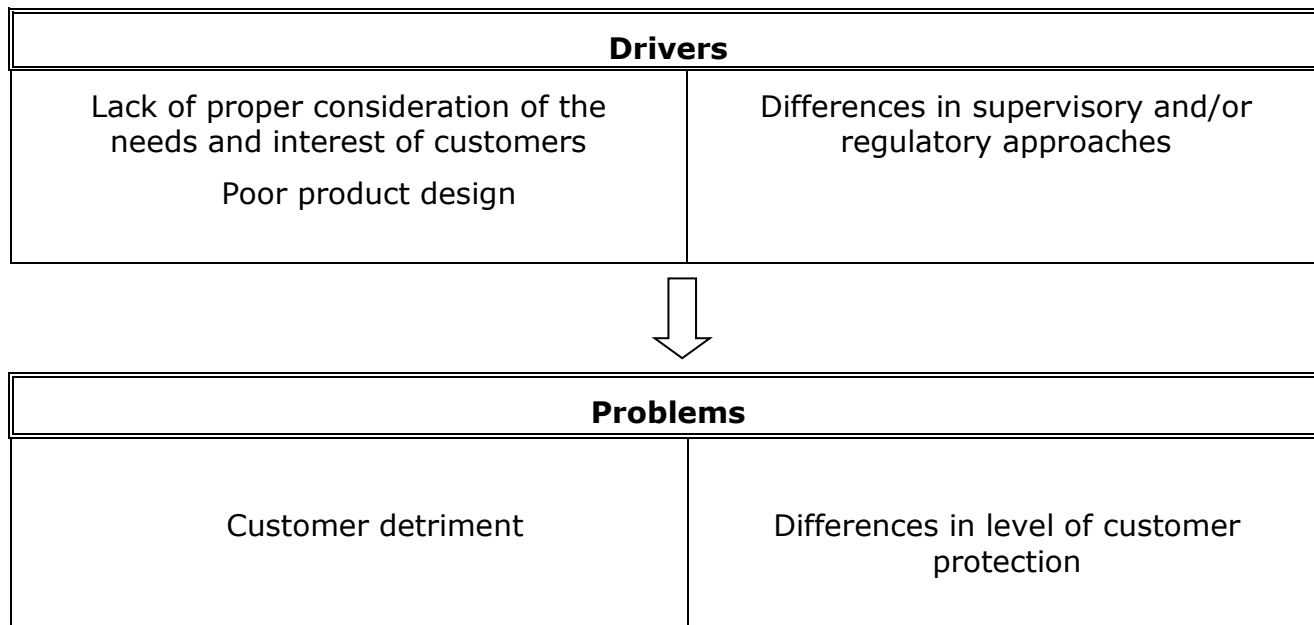 Drivers
Lack of proper consideration of the
needs and interest of customers
Poor product design
Differences in supervisory and/or
regulatory approaches
Problems
Customer detriment
Differences in level of customer
protection